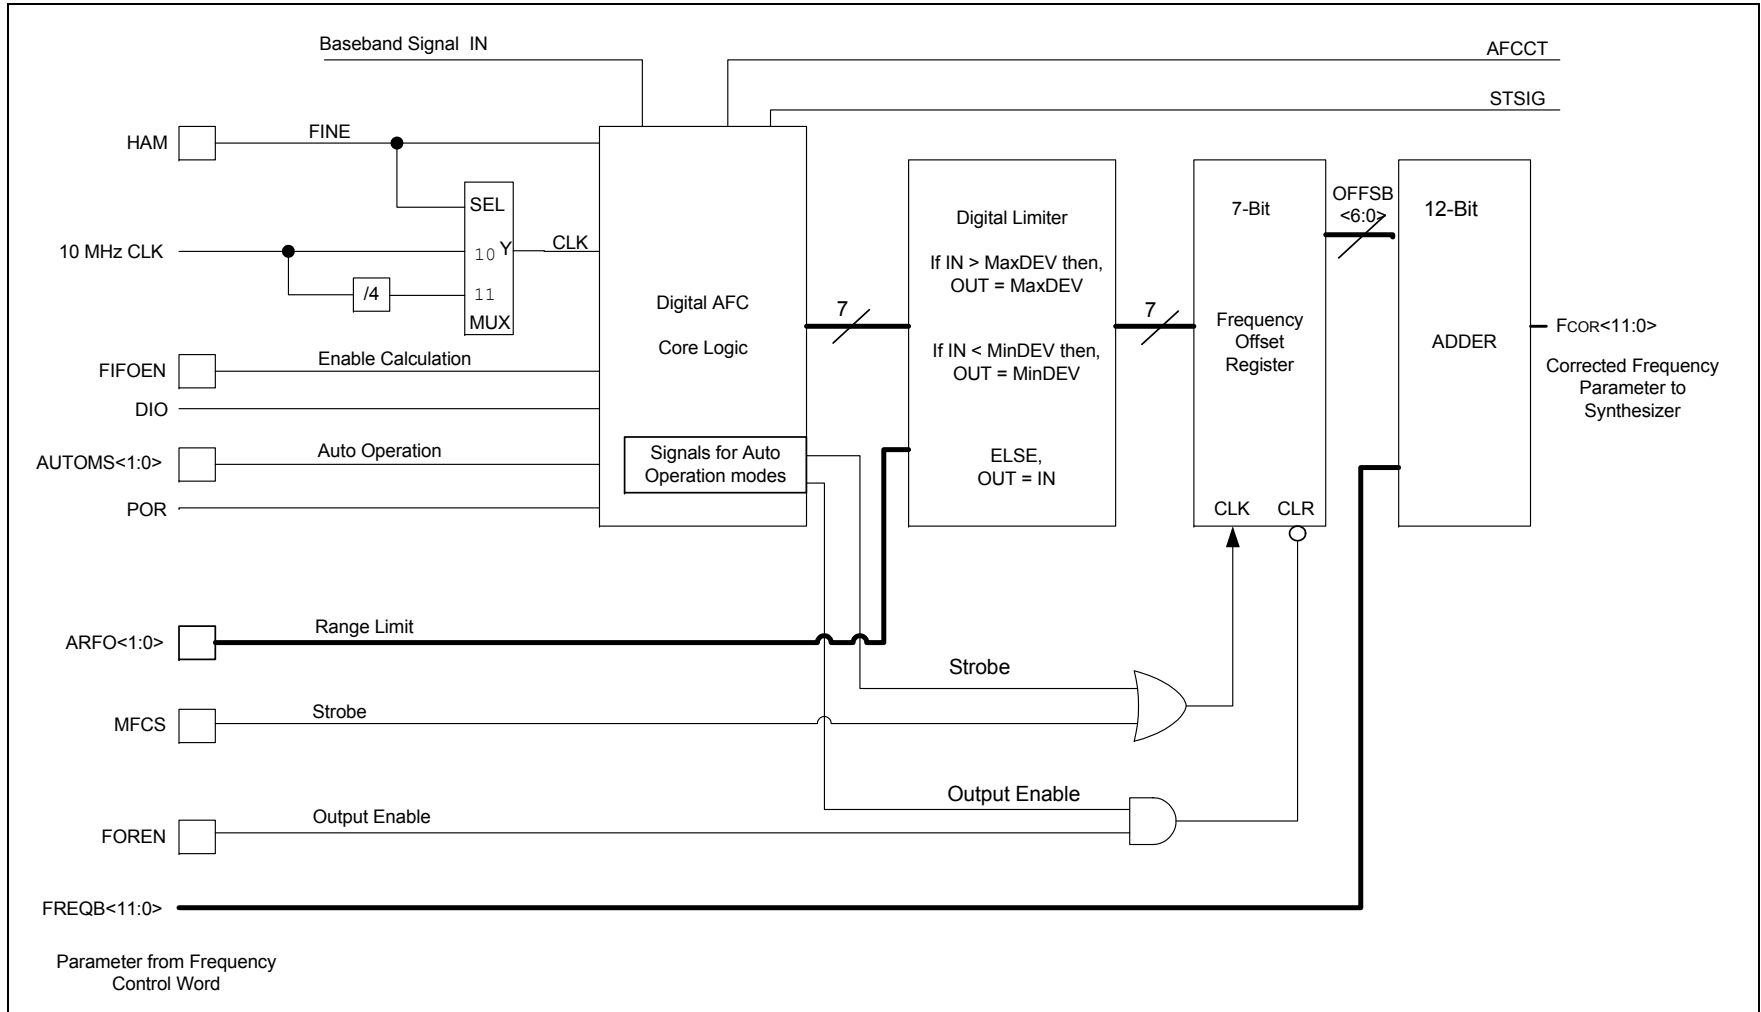 Baseband Signal IN
AFCCT
STSIG
HAM
FINE
SEL
10 MHz CLK
10 Y
CLK
/4
11
MUX
FIFOEN
Enable Calculation
DIO
AUTOMS<1:0>
Auto Operation
POR
Digital AFC
Core Logic
Signals for Auto
Operation modes
7
Digital Limiter
If IN > MaxDEV then,
OUT = MaxDEV
If IN < MinDEV then,
OUT = MinDEV
ELSE,
OUT = IN
7
7-Bit
Frequency
Offset
Register
CLK CLR
OFFSB
<6:0>
12-Bit
ADDER
FCOR<11:0>
Corrected Frequency
Parameter to
Synthesizer
ARFO<1:0>
Range Limit
Strobe
MFCS
Strobe
Output Enable
FOREN
Output Enable
FREQB<11:0>
Parameter from Frequency
Control Word